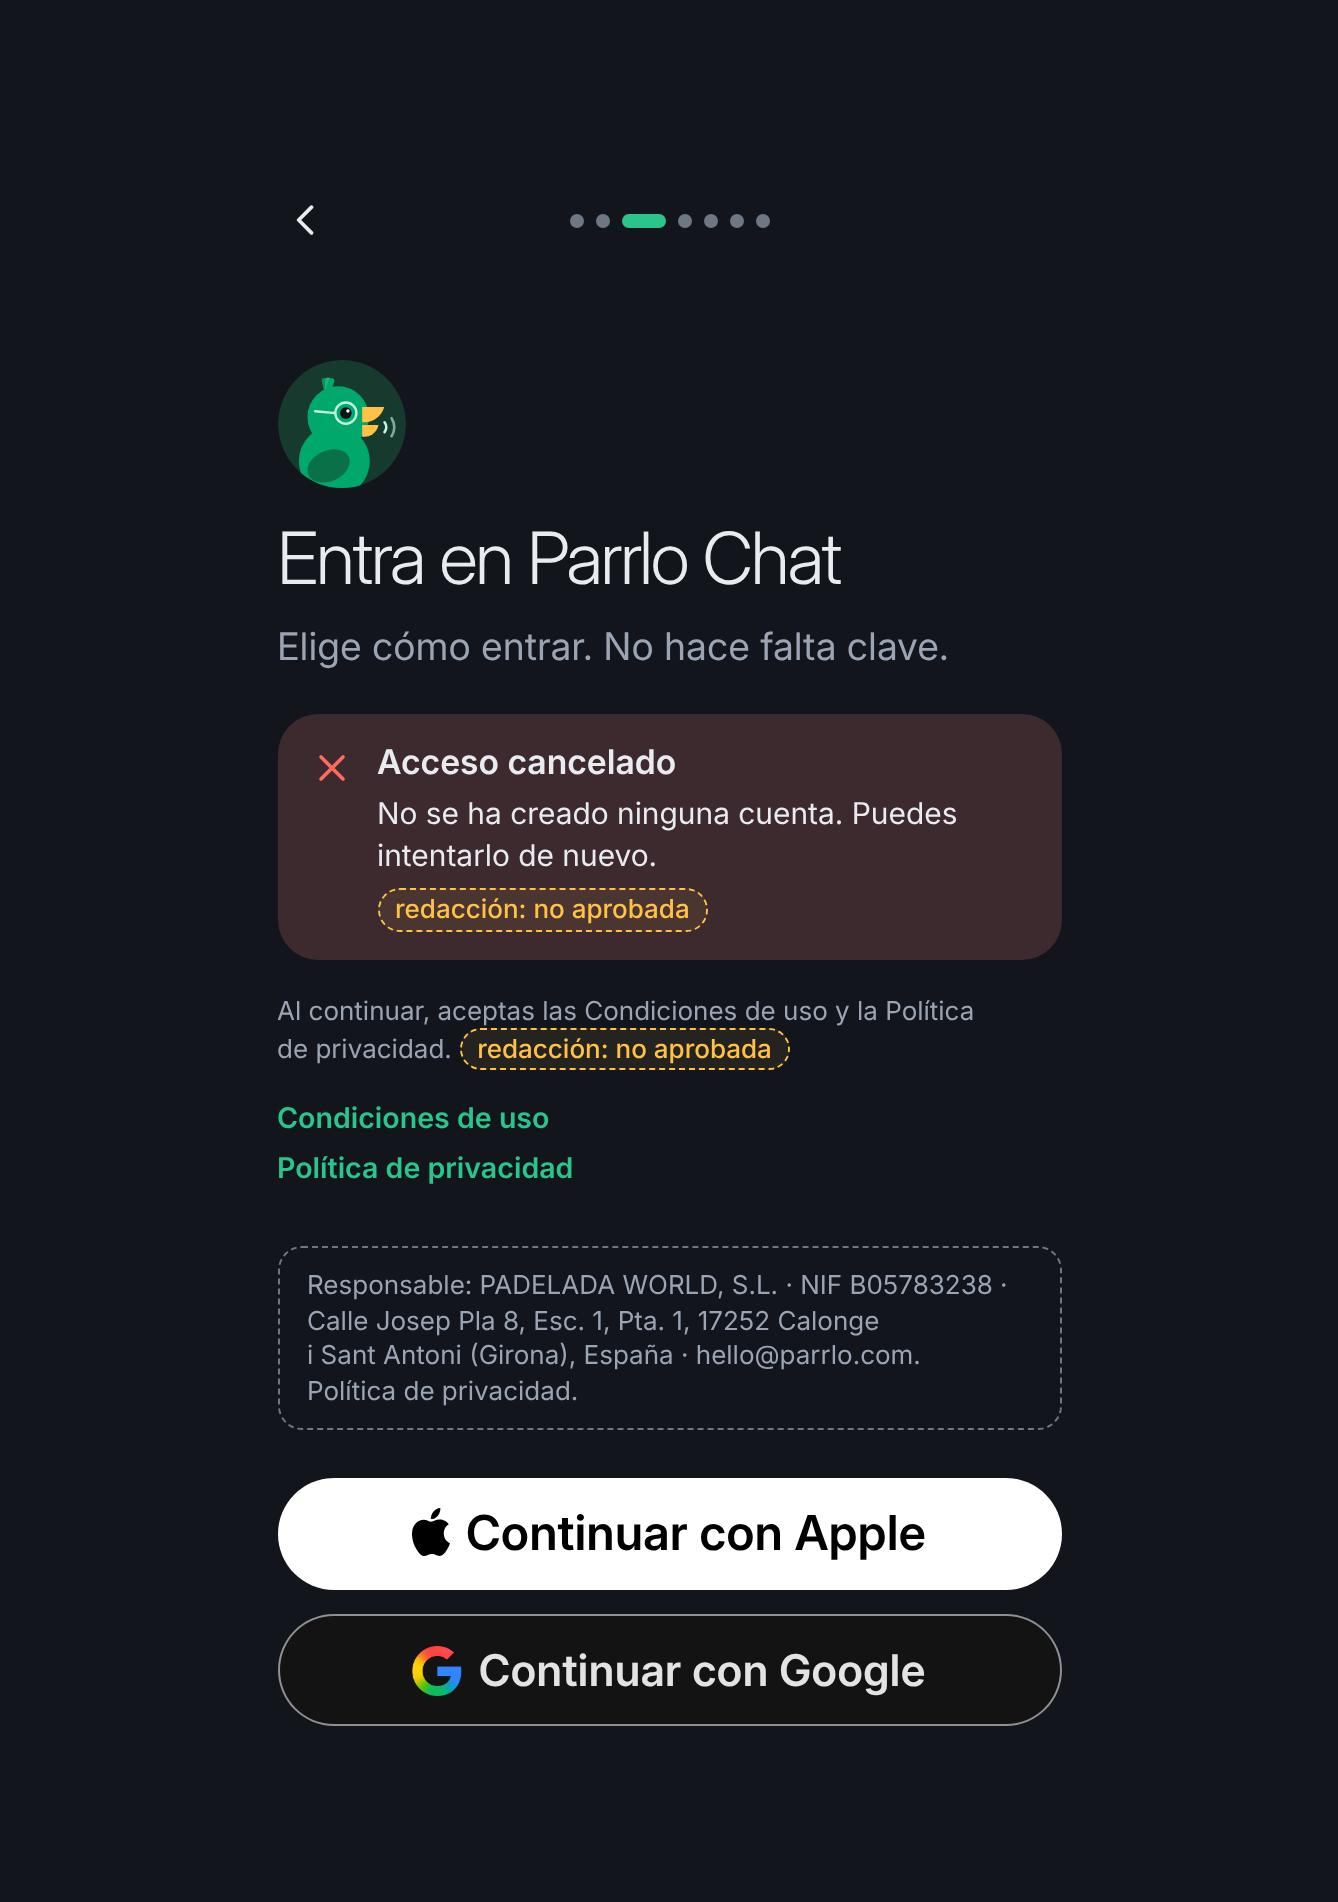 Entra en Parrlo Chat
Elige cómo entrar. No hace falta clave.
Acceso cancelado
No se ha creado ninguna cuenta. Puedes
intentarlo de nuevo.
redacción: no aprobada
Al continuar, aceptas las Condiciones de uso y la Política
de privacidad. redacción: no aprobada
Condiciones de uso
Política de privacidad
Responsable: PADELADA WORLD, S.L. · NIF B05783238 ·
Calle Josep Pla 8, Esc. 1, Pta. 1, 17252 Calonge
i Sant Antoni (Girona), España · hello@parrlo.com.
Política de privacidad.
Continuar con Apple
Continuar con Google